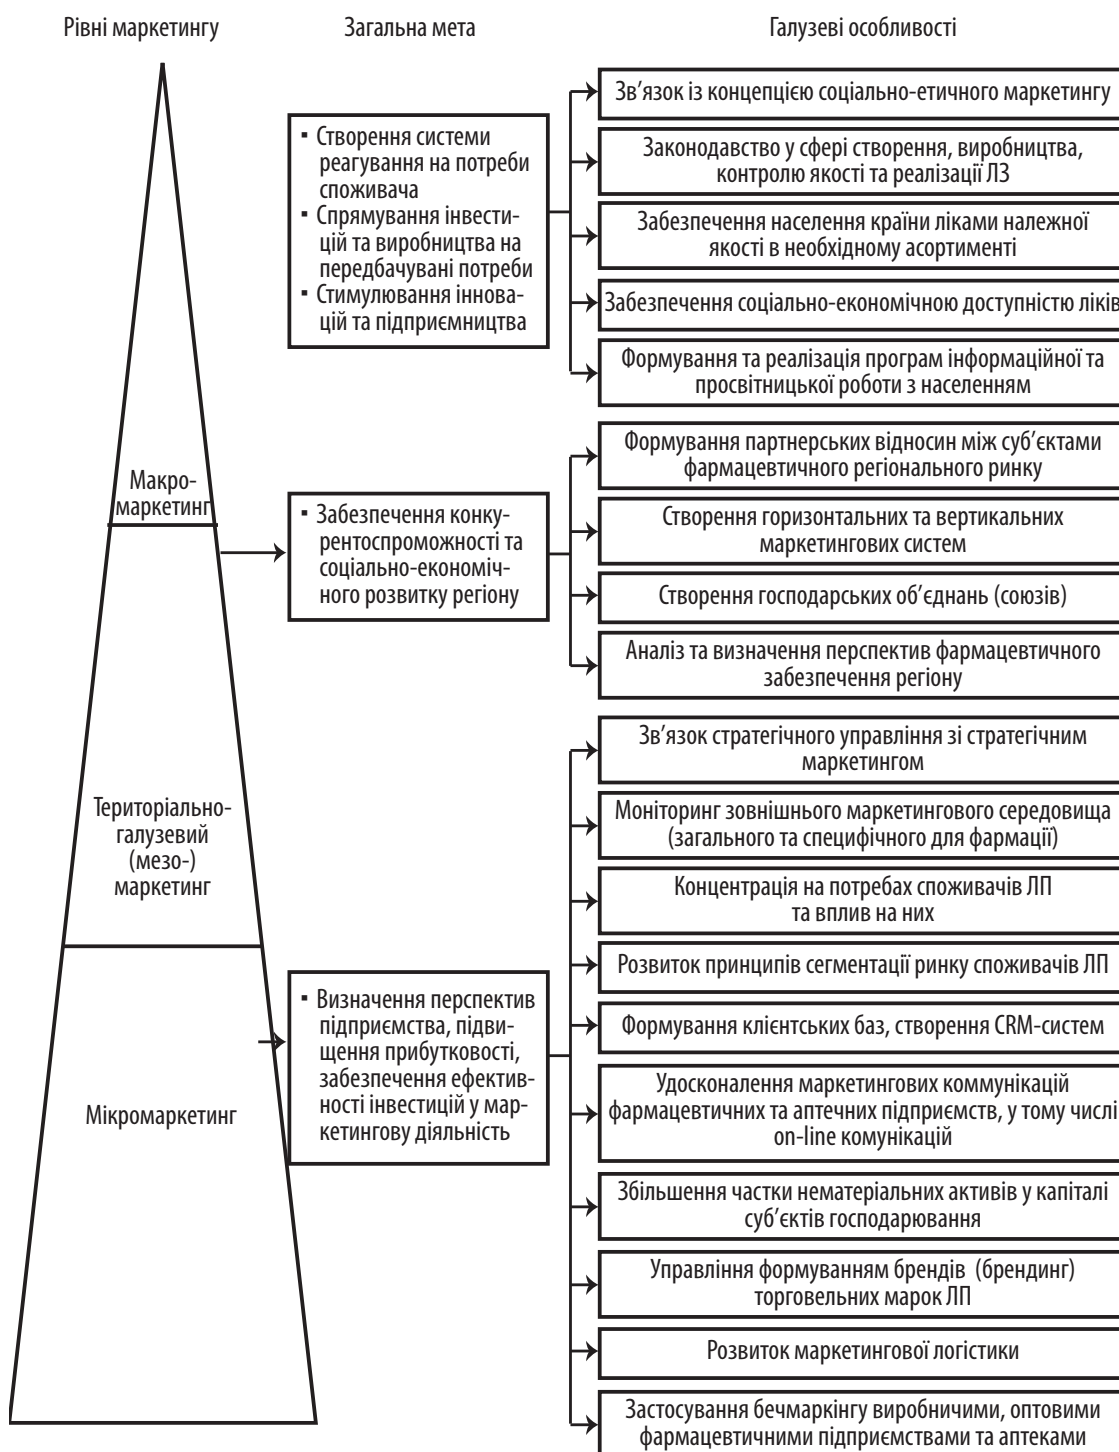 Рівні маркетингу
Загальна мета
Галузеві особливості
Макро-
маркетинг
Територіально-
галузевий
(мезо-)
маркетинг
Мікромаркетинг
▪ Створення системи
реагування на потреби
споживача
▪ Спрямування інвести-
цій та виробництва на
передбачувані потреби
▪ Стимулювання іннова-
цій та підприємництва
▪ Забезпечення конку-
рентоспроможності та
соціально-економіч-
ного розвитку регіону
▪ Визначення перспектив
підприємства, підви-
щення прибутковості,
забезпечення ефектив-
ності інвестицій у мар-
кетингову діяльність
Зв’язок із концепцією соціально-етичного маркетингу
Законодавство у сфері створення, виробництва,
контролю якості та реалізації ЛЗ
Забезпечення населення країни ліками належної
якості в необхідному асортименті
Забезпечення соціально-економічною доступністю ліків
Формування та реалізація програм інформаційної та
просвітницької роботи з населенням
Формування партнерських відносин між суб’єктами
фармацевтичного регіонального ринку
Створення горизонтальних та вертикальних
маркетингових систем
Створення господарських об’єднань (союзів)
Аналіз та визначення перспектив фармацевтичного
забезпечення регіону
Зв’язок стратегічного управління зі стратегічним
маркетингом
Моніторинг зовнішнього маркетингового середовища
(загального та специфічного для фармації)
Концентрація на потребах споживачів ЛП
та вплив на них
Розвиток принципів сегментації ринку споживачів ЛП
Формування клієнтських баз, створення CRM-систем
Удосконалення маркетингових коммунікацій
фармацевтичних та аптечних підприємств, у тому числі
on-line комунікацій
Збільшення частки нематеріальних активів у капіталі
суб’єктів господарювання
Управління формуванням брендів (брендинг)
торговельних марок ЛП
Розвиток маркетингової логістики
Застосування бечмаркінгу виробничими, оптовими
фармацевтичними підприємствами та аптеками